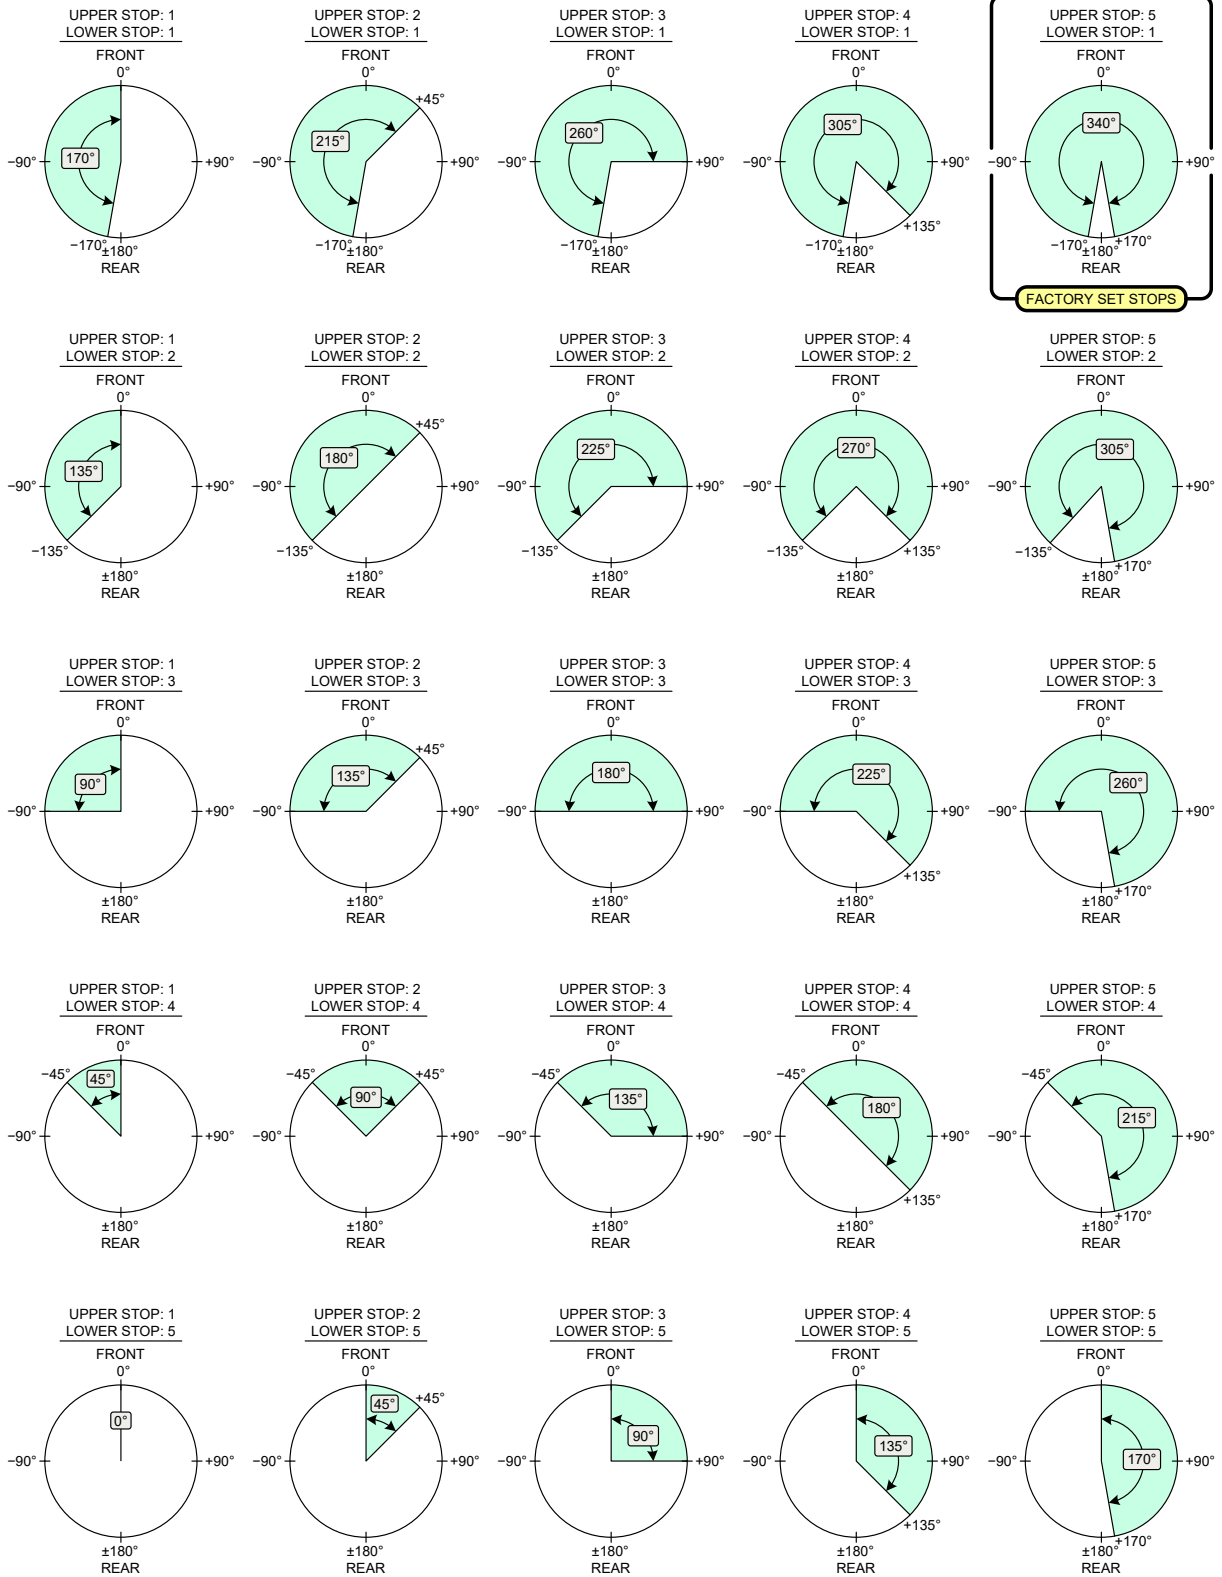 UPPER STOP: 1
LOWER STOP: 1
FRONT
0°
170°
−90°
+90°
−170°
±180°
REAR
UPPER STOP: 2
LOWER STOP: 1
FRONT
0°
+45°
215°
−90°
+90°
−170°
±180°
REAR
UPPER STOP: 3
LOWER STOP: 1
FRONT
0°
260°
−90°
+90°
−170°
±180°
REAR
UPPER STOP: 4
LOWER STOP: 1
FRONT
0°
305°
−90°
+90°
+135°
−170°
±180°
REAR
UPPER STOP: 5
LOWER STOP: 1
FRONT
0°
340°
−90°
+90°
−170°
+170°
±180°
REAR
FACTORY SET STOPS
UPPER STOP: 1
LOWER STOP: 2
FRONT
0°
135°
−90°
+90°
−135°
±180°
REAR
UPPER STOP: 2
LOWER STOP: 2
FRONT
0°
+45°
180°
−90°
+90°
−135°
±180°
REAR
UPPER STOP: 3
LOWER STOP: 2
FRONT
0°
225°
−90°
+90°
−135°
±180°
REAR
UPPER STOP: 4
LOWER STOP: 2
FRONT
0°
270°
−90°
+90°
−135°
+135°
±180°
REAR
UPPER STOP: 5
LOWER STOP: 2
FRONT
0°
305°
−90°
+90°
−135°
+170°
±180°
REAR
UPPER STOP: 1
LOWER STOP: 3
FRONT
0°
90°
−90°
+90°
±180°
REAR
UPPER STOP: 2
LOWER STOP: 3
FRONT
0°
+45°
135°
−90°
+90°
±180°
REAR
UPPER STOP: 3
LOWER STOP: 3
FRONT
0°
180°
−90°
+90°
±180°
REAR
UPPER STOP: 4
LOWER STOP: 3
FRONT
0°
225°
−90°
+90°
+135°
±180°
REAR
UPPER STOP: 5
LOWER STOP: 3
FRONT
0°
260°
−90°
+90°
+170°
±180°
REAR
UPPER STOP: 1
LOWER STOP: 4
FRONT
0°
−45°
45°
−90°
+90°
±180°
REAR
UPPER STOP: 2
LOWER STOP: 4
FRONT
0°
−45°
+45°
90°
−90°
+90°
±180°
REAR
UPPER STOP: 3
LOWER STOP: 4
FRONT
0°
−45°
135°
−90°
+90°
±180°
REAR
UPPER STOP: 4
LOWER STOP: 4
FRONT
0°
−45°
180°
−90°
+90°
+135°
±180°
REAR
UPPER STOP: 5
LOWER STOP: 4
FRONT
0°
−45°
215°
−90°
+90°
+170°
±180°
REAR
UPPER STOP: 1
LOWER STOP: 5
FRONT
0°
0°
−90°
+90°
±180°
REAR
UPPER STOP: 2
LOWER STOP: 5
FRONT
0°
+45°
45°
−90°
+90°
±180°
REAR
UPPER STOP: 3
LOWER STOP: 5
FRONT
0°
90°
−90°
+90°
±180°
REAR
UPPER STOP: 4
LOWER STOP: 5
FRONT
0°
135°
−90°
+90°
+135°
±180°
REAR
UPPER STOP: 5
LOWER STOP: 5
FRONT
0°
170°
−90°
+90°
+170°
±180°
REAR